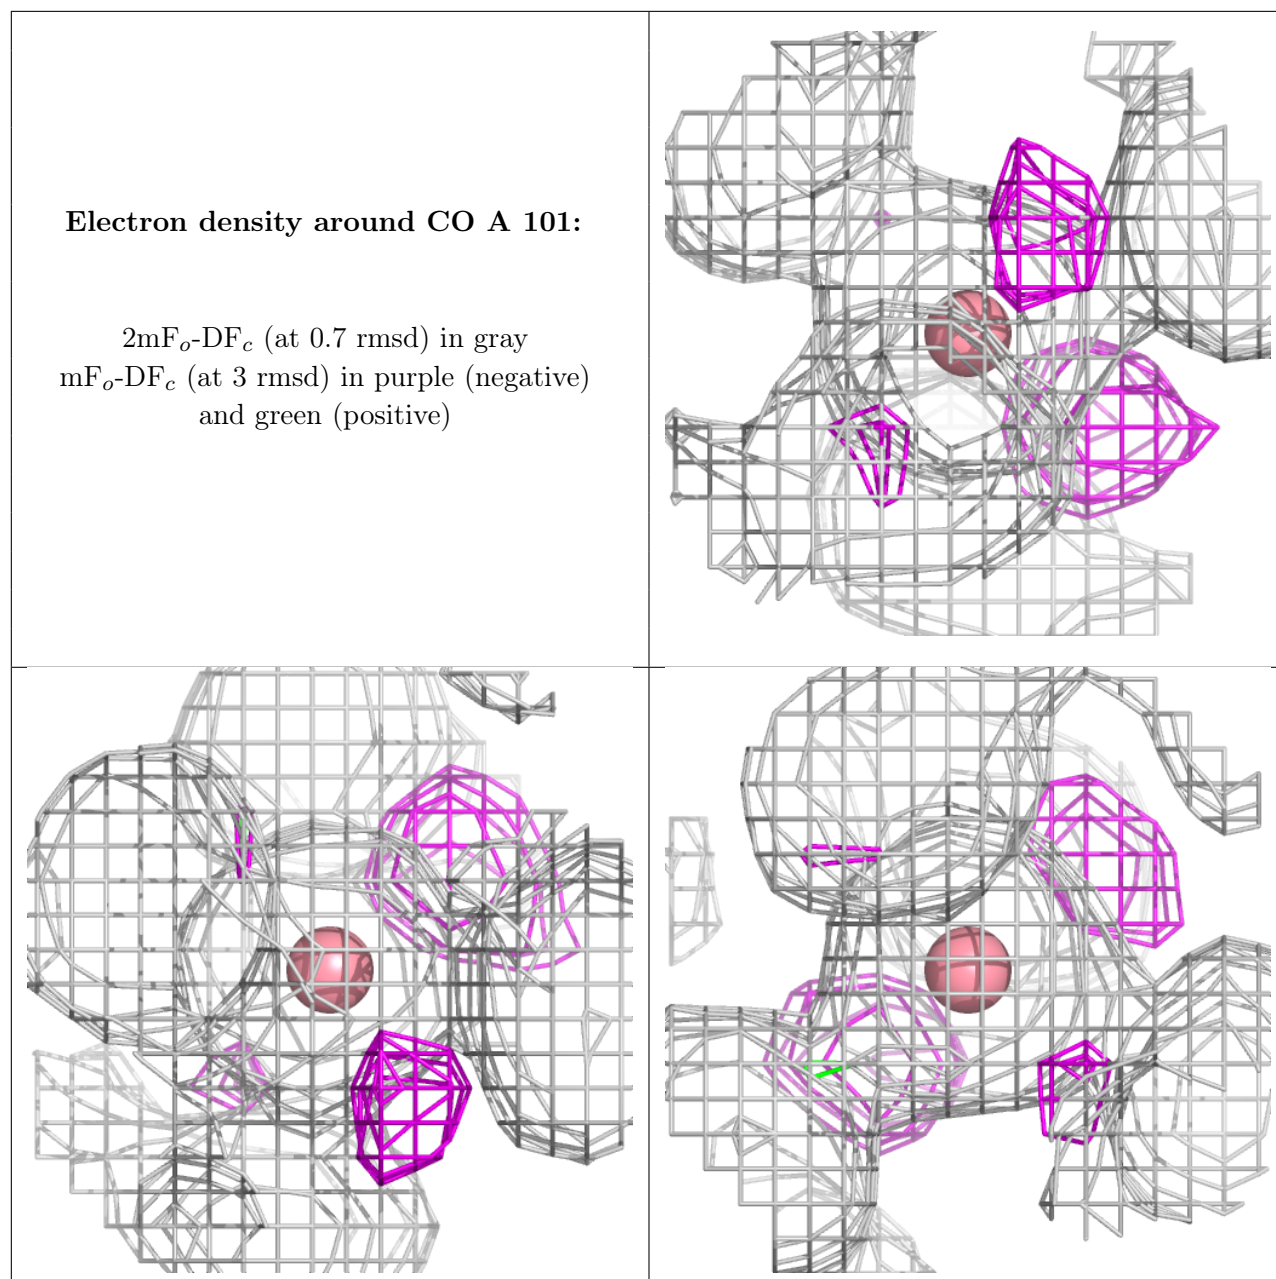 Electron density around CO A 101:
2mFo-DFc (at 0.7 rmsd) in gray
mFo-DFc (at 3 rmsd) in purple (negative)
and green (positive)